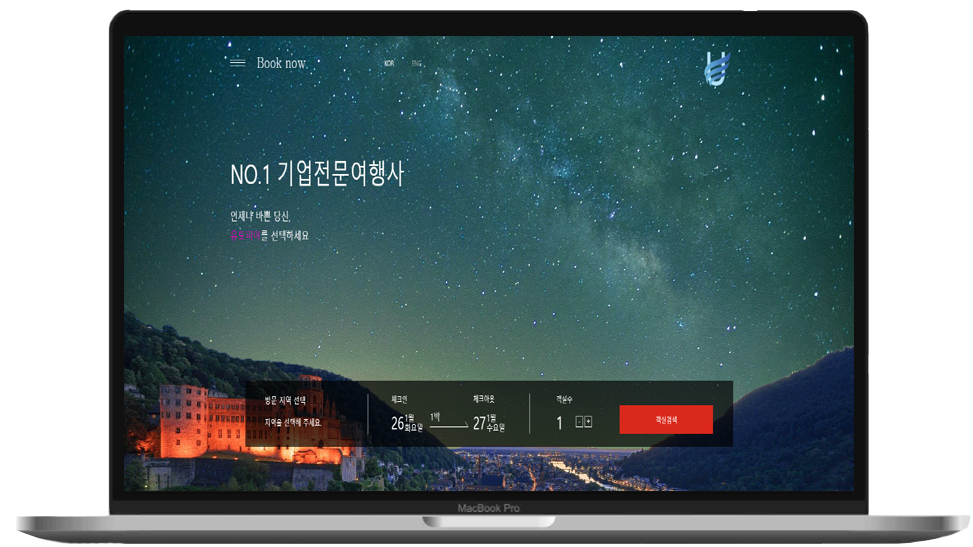 Book now
KOR ENG
NO.1 기업전문여행사
언제나 바쁜 당신,
를 선택하세요
방문 지역 선택
지역을 선택해 주세요.
체크인
26 1월 화요일
1박
체크아웃
27 1월 수요일
객실수
1 - +
객실검색
MacBook Pro